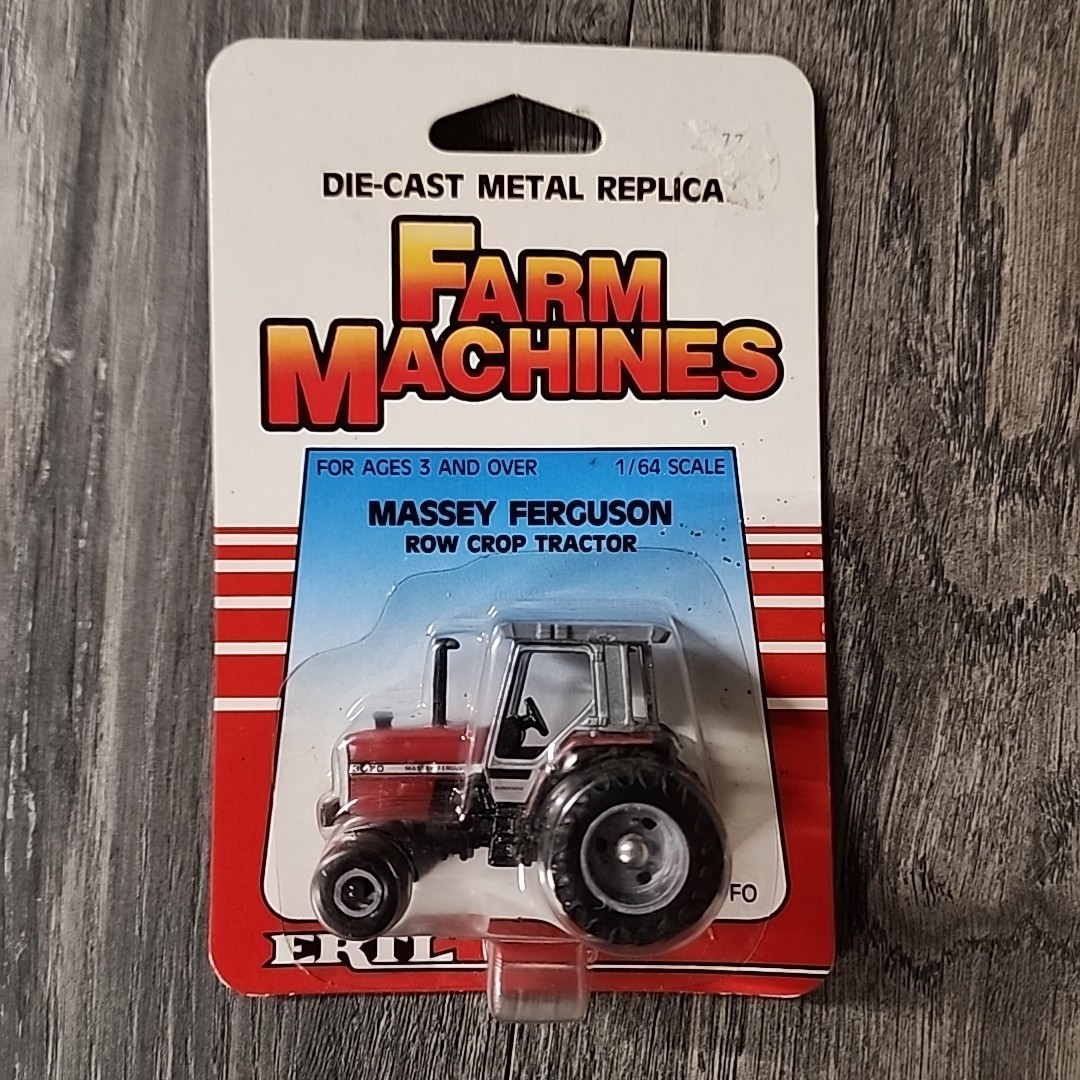 77
DIE-CAST METAL REPLICA
FARM
MACHINES
FOR AGES 3 AND OVER 1/64 SCALE
MASSEY FERGUSON
ROW CROP TRACTOR
MASSEY FERGUSON
FO
ERTL